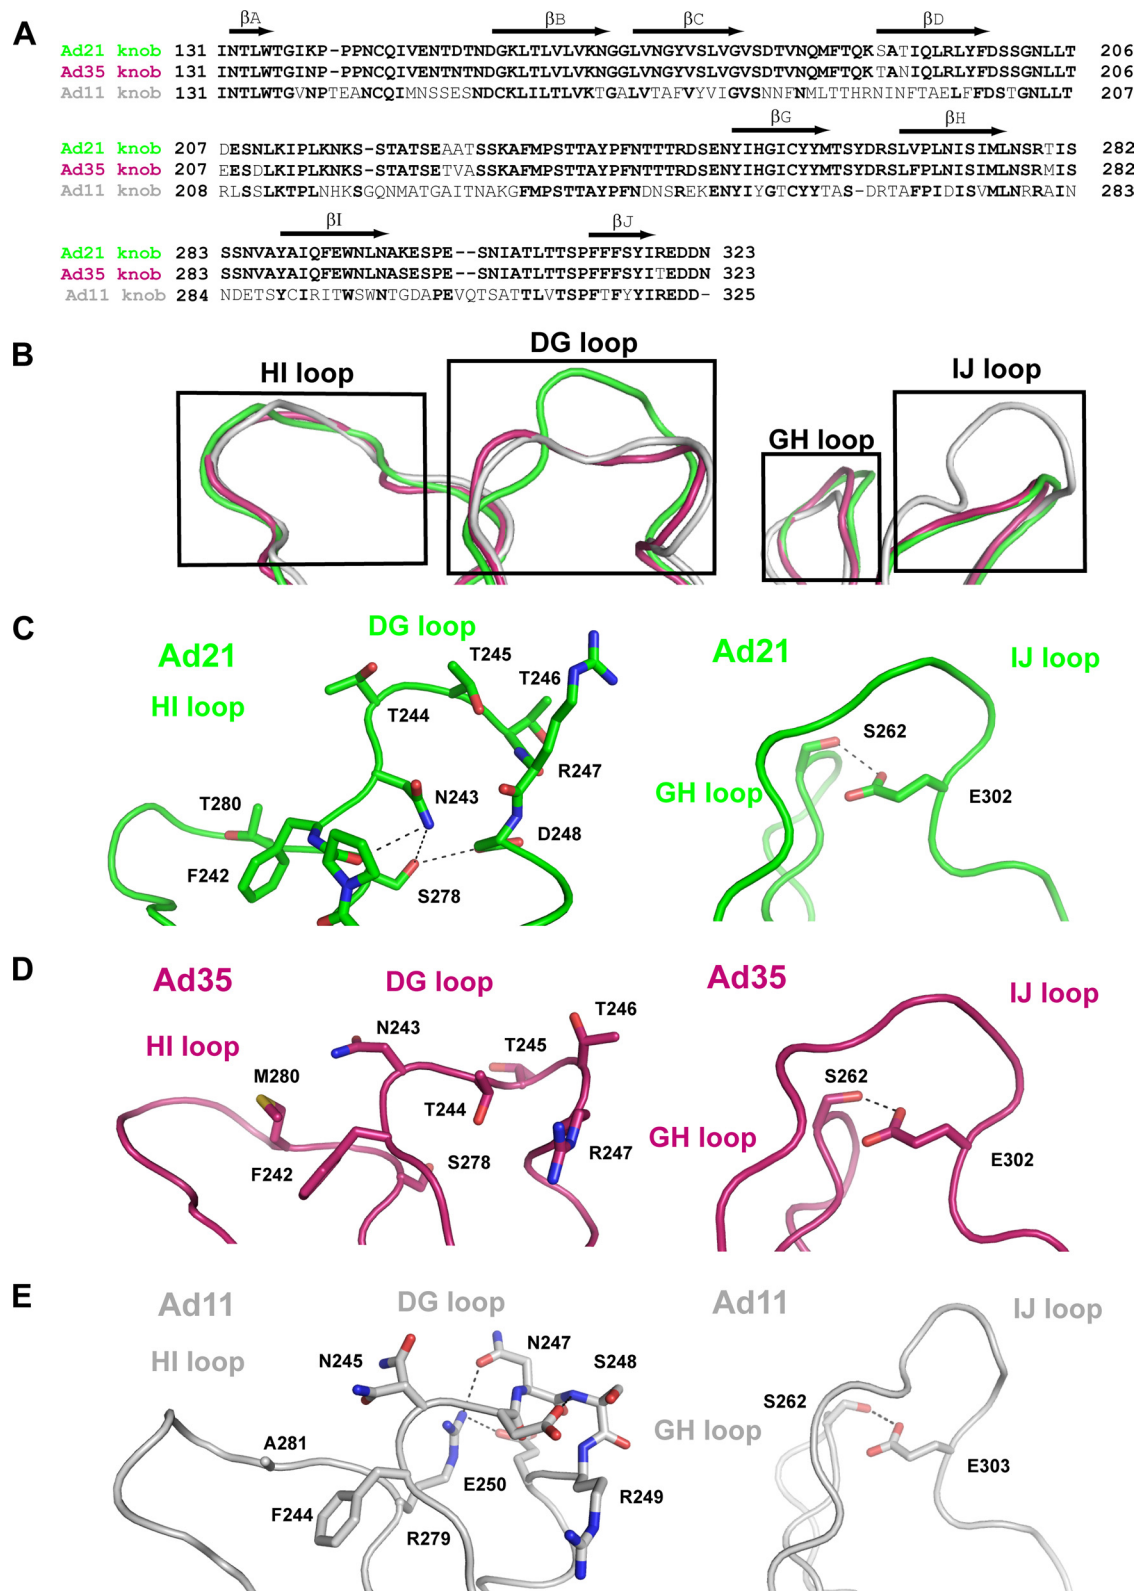 A
βA βB βC βD
Ad21 knob 131 INTLWTGIKP-PPNCQIVENTDTNDGKLTLVLVKNGGLVNGYVSLVGVSDTVNQMFTQKSATIQLRLYFDSSGNLLT 206
Ad35 knob 131 INTLWTGINP-PPNCQIVENTNTNDGKLTLVLVKNGGLVNGYVSLVGVSDTVNQMFTQKTANIQLRLYFDSSGNLLT 206
Ad11 knob 131 INTLWTGVNPTEANCQIMNSSESNDCKLILTLVKTGALVTAFVYVIGVSNNFNMLTTHRNINFTAELFFDSTGNLLT 207
βG βH
Ad21 knob 207 DESNLKIPLKNKS-STATSEAATSSKAFMPSTTAYPFNTTTRDSENYIHGICYYMTSYDRSLVPLNISIMLNSRTIS 282
Ad35 knob 207 EESDLKIPLKNKS-STATSETVASSKAFMPSTTAYPFNTTTRDSENYIHGICYYMTSYDRSLFPLNISIMLNSRMIS 282
Ad11 knob 208 RLSSLKTPLNHKSGQNMATGAITNAKGFMPSTTAYPFNDNSREKENYIYGTCYYTAS-DRTAFPIDISVMLNRRAIN 283
βI βJ
Ad21 knob 283 SSNVAYAIQFEWNLNAKESPE--SNIATLTTSPFFFSYIREDDN 323
Ad35 knob 283 SSNVAYAIQFEWNLNASESPE--SNIATLTTSPFFFSYITEDDN 323
Ad11 knob 284 NDETSYCIRITWSWNTGDAPEVQTSATTLVTSPFTFYYIREDD- 325
B
HI loop
DG loop
GH loop
IJ loop
C
Ad21
HI loop
DG loop
T245
T246
T244
R247
N243
T280
D248
F242
S278
Ad21
IJ loop
S262
GH loop
E302
D
Ad35
DG loop
HI loop
N243
T246
T245
M280
T244
F242
S278
R247
Ad35
IJ loop
S262
GH loop
E302
E
Ad11
DG loop
HI loop
N245
N247
S248
A281
E250
F244
R279
R249
Ad11
IJ loop
S262
GH loop
E303